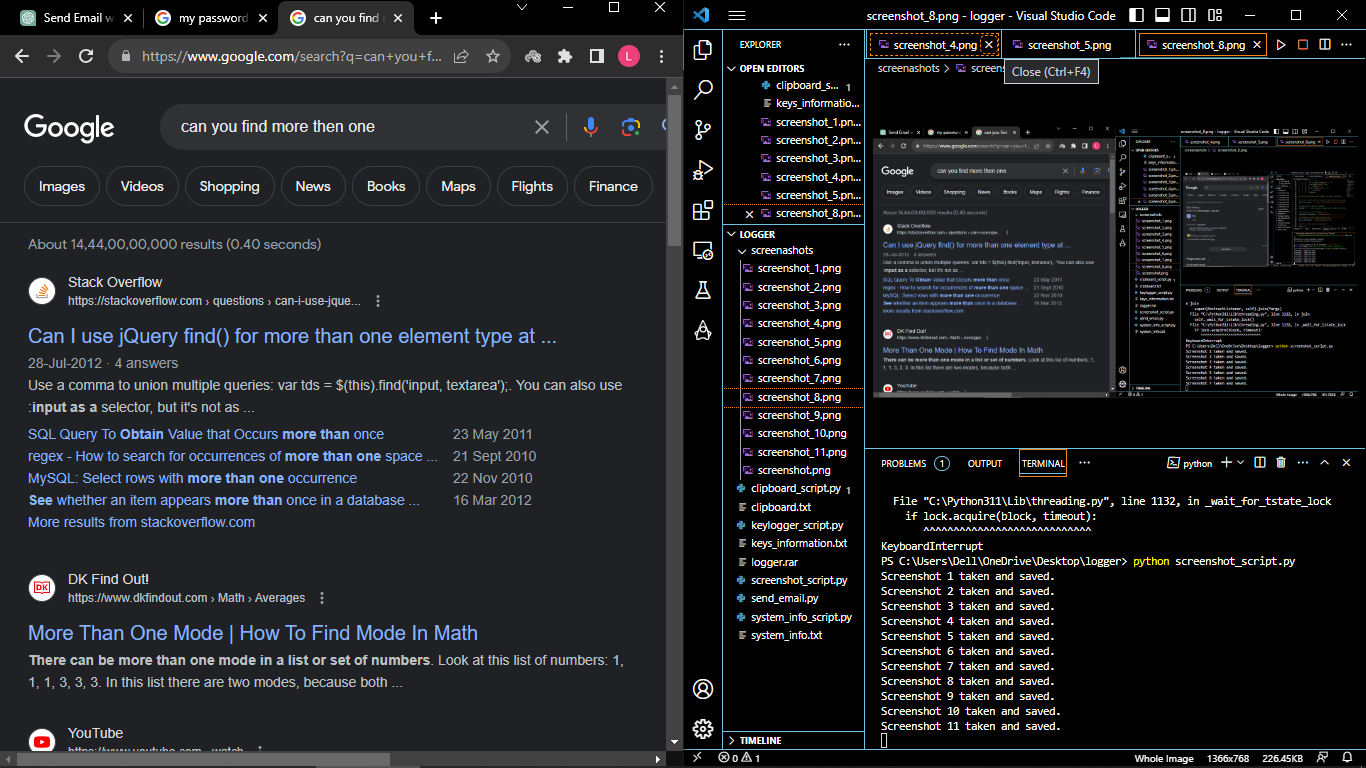 Send Email w
my password
can you find
https://www.google.com/search?q=can+you+f...
Google
can you find more then one
Images
Videos
Shopping
News
Books
Maps
Flights
Finance
About 14,44,00,00,000 results (0.40 seconds)
Stack Overflow
https://stackoverflow.com › questions › can-i-use-jque...
Can I use jQuery find() for more than one element type at ...
28-Jul-2012 · 4 answers
Use a comma to union multiple queries: var tds = $(this).find('input, textarea');. You can also use
:input as a selector, but it's not as ...
SQL Query To Obtain Value that Occurs more than once 23 May 2011
regex - How to search for occurrences of more than one space ... 21 Sept 2010
MySQL: Select rows with more than one occurrence 22 Nov 2010
See whether an item appears more than once in a database ... 16 Mar 2012
More results from stackoverflow.com
DK Find Out!
https://www.dkfindout.com › Math › Averages
More Than One Mode | How To Find Mode In Math
There can be more than one mode in a list or set of numbers. Look at this list of numbers: 1,
1, 1, 3, 3, 3. In this list there are two modes, because both ...
YouTube
https://www.youtube.com › watch
screenshot_8.png - logger - Visual Studio Code
EXPLORER
OPEN EDITORS
clipboard_s... 1
keys_informatio...
screenshot_1.pn...
screenshot_2.pn...
screenshot_3.pn...
screenshot_4.pn...
screenshot_5.pn...
screenshot_8.pn...
LOGGER
screenashots
screenshot_1.png
screenshot_2.png
screenshot_3.png
screenshot_4.png
screenshot_5.png
screenshot_6.png
screenshot_7.png
screenshot_8.png
screenshot_9.png
screenshot_10.png
screenshot_11.png
screenshot.png
clipboard_script.py 1
clipboard.txt
keylogger_script.py
keys_information.txt
logger.rar
screenshot_script.py
send_email.py
system_info_script.py
system_info.txt
TIMELINE
screenshot_4.png
screenshot_5.png
screenshot_8.png
screenashots > screens
Close (Ctrl+F4)
PROBLEMS 1
OUTPUT
TERMINAL
python
File "C:\Python311\Lib\threading.py", line 1132, in _wait_for_tstate_lock
if lock.acquire(block, timeout):
^^^^^^^^^^^^^^^^^^^^^^^^^^^^
KeyboardInterrupt
PS C:\Users\Dell\OneDrive\Desktop\logger> python screenshot_script.py
Screenshot 1 taken and saved.
Screenshot 2 taken and saved.
Screenshot 3 taken and saved.
Screenshot 4 taken and saved.
Screenshot 5 taken and saved.
Screenshot 6 taken and saved.
Screenshot 7 taken and saved.
Screenshot 8 taken and saved.
Screenshot 9 taken and saved.
Screenshot 10 taken and saved.
Screenshot 11 taken and saved.
0 1
Whole Image
1366x768
226.45KB